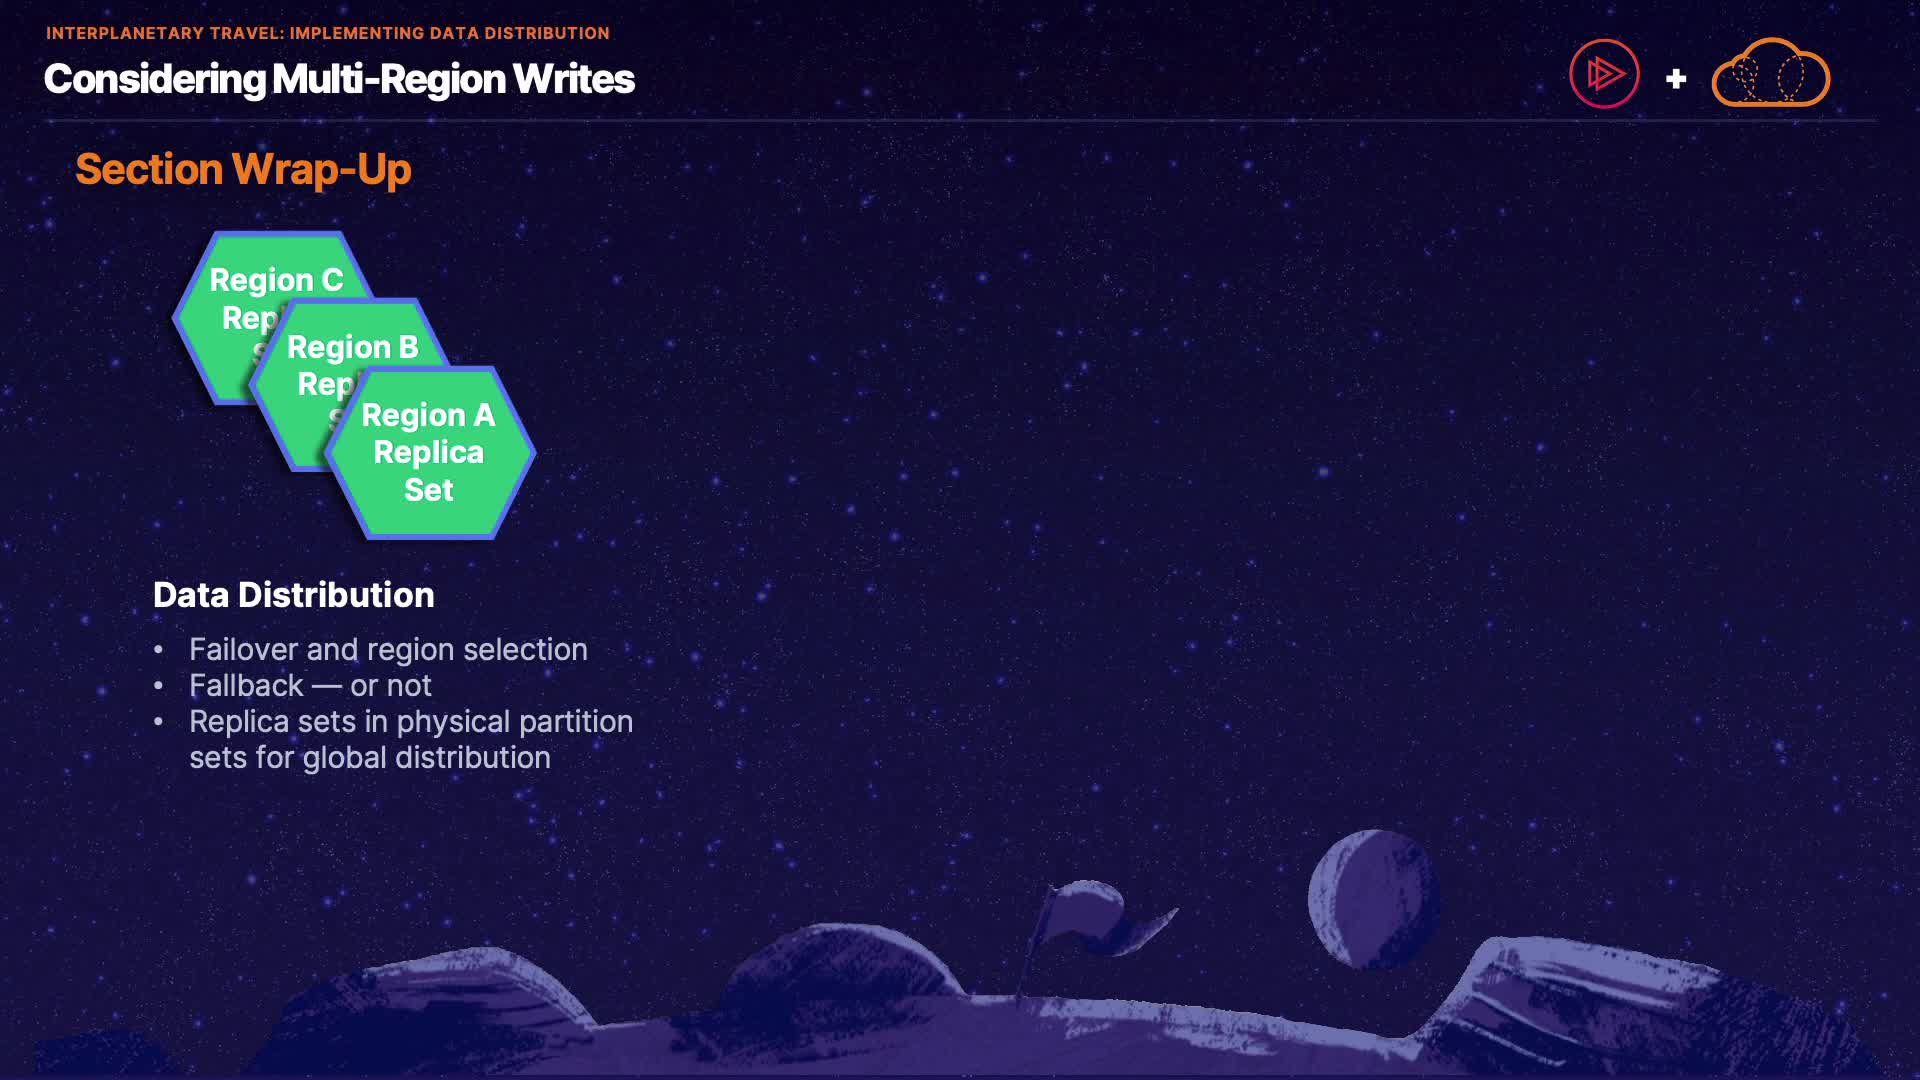 INTERPLANETARY TRAVEL: IMPLEMENTING DATA DISTRIBUTION
Considering Multi-Region Writes
+
Section Wrap-Up
Region C
Rep
Region B
Rep
Region A
Replica
Set
Data Distribution
• Failover and region selection
• Fallback — or not
• Replica sets in physical partition
sets for global distribution